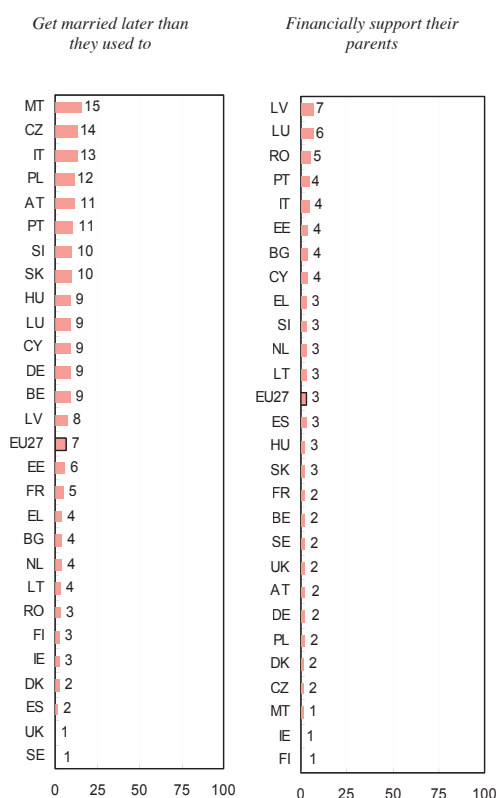 Get married later than
they used to
MT 15
CZ 14
IT 13
PL 12
AT 11
PT 11
SI 10
SK 10
HU 9
LU 9
CY 9
DE 9
BE 9
LV 8
EU27 7
EE 6
FR 5
EL 4
BG 4
NL 4
LT 4
RO 3
FI 3
IE 3
DK 2
ES 2
UK 1
SE 1
0 25 50 75 100
Financially support their
parents
LV 7
LU 6
RO 5
PT 4
IT 4
EE 4
BG 4
CY 4
EL 3
SI 3
NL 3
LT 3
EU27 3
ES 3
HU 3
SK 3
FR 2
BE 2
SE 2
UK 2
AT 2
DE 2
PL 2
DK 2
CZ 2
MT 1
IE 1
FI 1
0 25 50 75 100